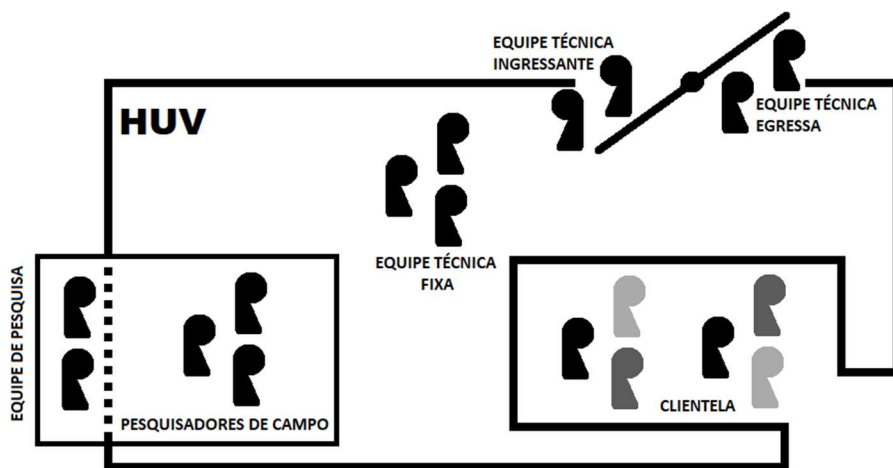 EQUIPE TÉCNICA
INGRESSANTE
EQUIPE TÉCNICA
EGRESSA
HUV
EQUIPE TÉCNICA
FIXA
EQUIPE DE PESQUISA
PESQUISADORES DE CAMPO
CLIENTELA